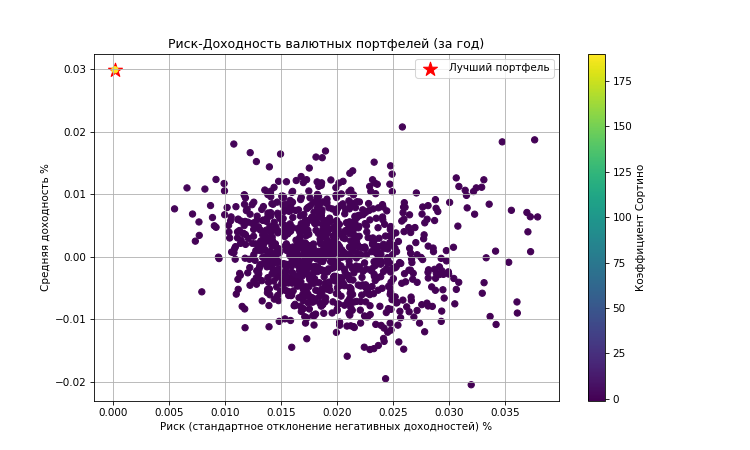 Риск-Доходность валютных портфелей (за год)
Лучший портфель
Средняя доходность %
0.03
0.02
0.01
0.00
−0.01
−0.02
0.000 0.005 0.010 0.015 0.020 0.025 0.030 0.035
Риск (стандартное отклонение негативных доходностей) %
175
150
125
100
75
50
25
0
Коэффициент Сортино